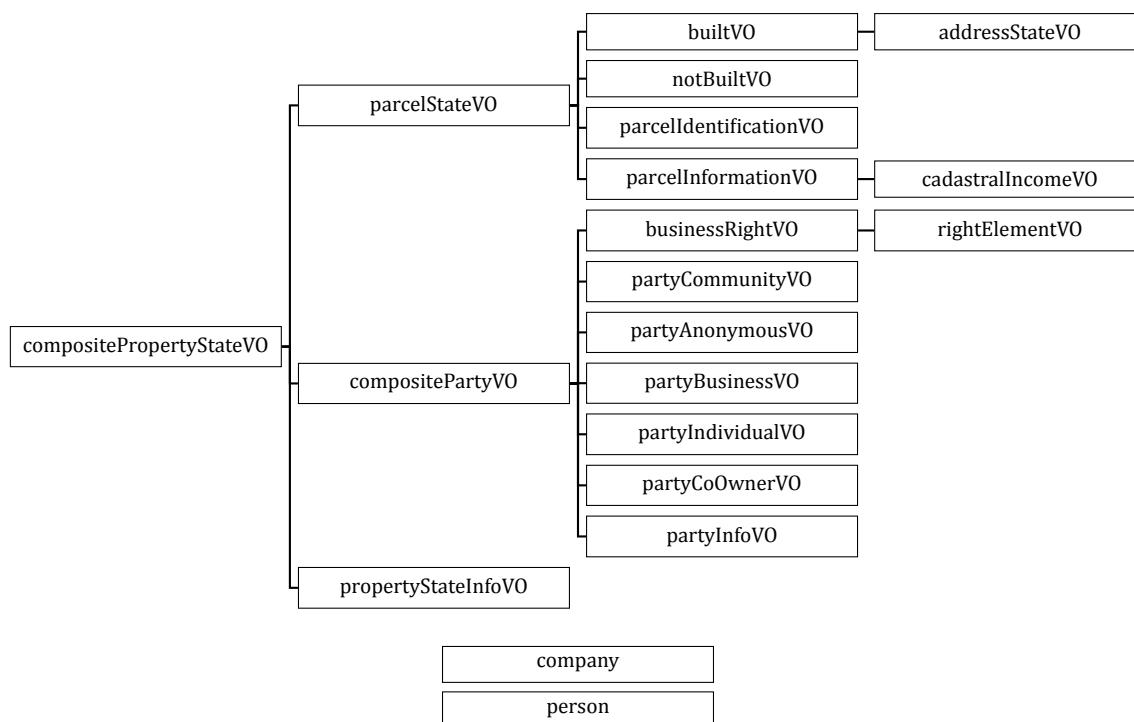 builtVO
addressStateVO
notBuiltVO
parcelStateVO
parcelIdentificationVO
parcelInformationVO
cadastralIncomeVO
businessRightVO
rightElementVO
partyCommunityVO
partyAnonymousVO
compositePropertyStateVO
compositePartyVO
partyBusinessVO
partyIndividualVO
partyCoOwnerVO
partyInfoVO
propertyStateInfoVO
company
person